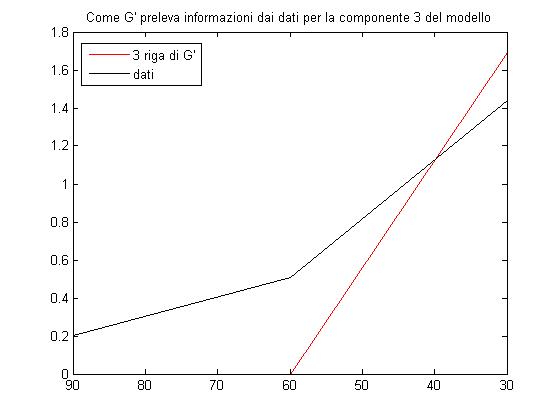 Come G' preleva informazioni dai dati per la componente 3 del modello
1.8
3 riga di G'
dati
1.6
1.4
1.2
1
0.8
0.6
0.4
0.2
0
90 80 70 60 50 40 30